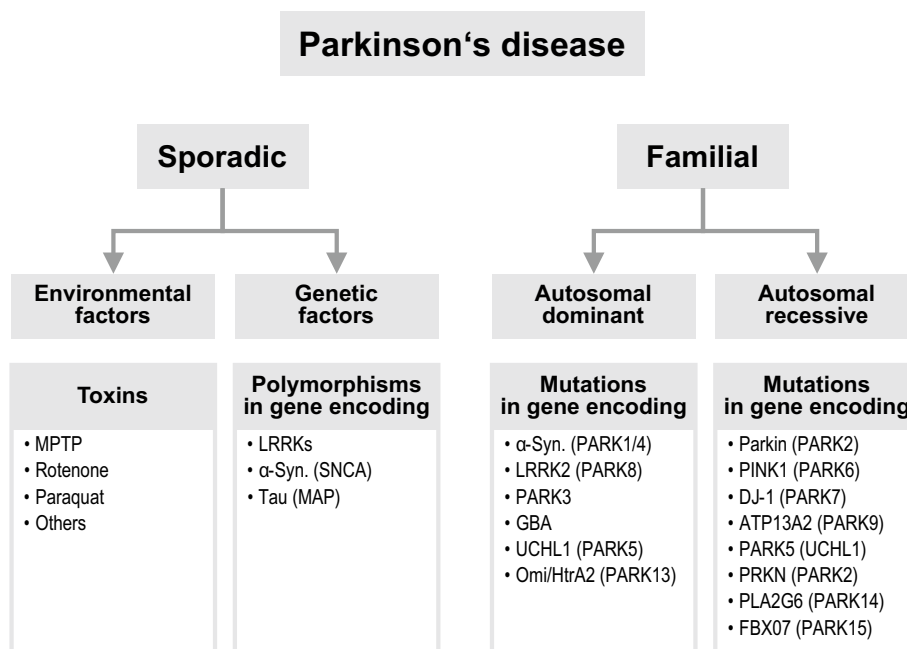 Parkinson‘s disease
Sporadic
Familial
Environmental
factors
Genetic
factors
Autosomal
dominant
Autosomal
recessive
Toxins
• MPTP
• Rotenone
• Paraquat
• Others
Polymorphisms
in gene encoding
• LRRKs
• α-Syn. (SNCA)
• Tau (MAP)
Mutations
in gene encoding
• α-Syn. (PARK1/4)
• LRRK2 (PARK8)
• PARK3
• GBA
• UCHL1 (PARK5)
• Omi/HtrA2 (PARK13)
Mutations
in gene encoding
• Parkin (PARK2)
• PINK1 (PARK6)
• DJ-1 (PARK7)
• ATP13A2 (PARK9)
• PARK5 (UCHL1)
• PRKN (PARK2)
• PLA2G6 (PARK14)
• FBX07 (PARK15)